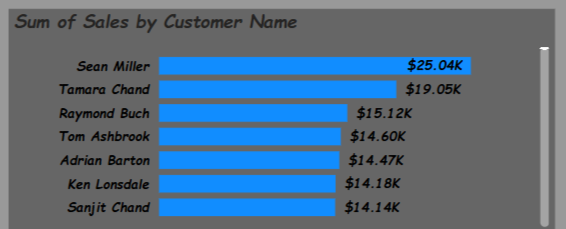 Sum of Sales by Customer Name
Sean Miller $25.04K
Tamara Chand $19.05K
Raymond Buch $15.12K
Tom Ashbrook $14.60K
Adrian Barton $14.47K
Ken Lonsdale $14.18K
Sanjit Chand $14.14K